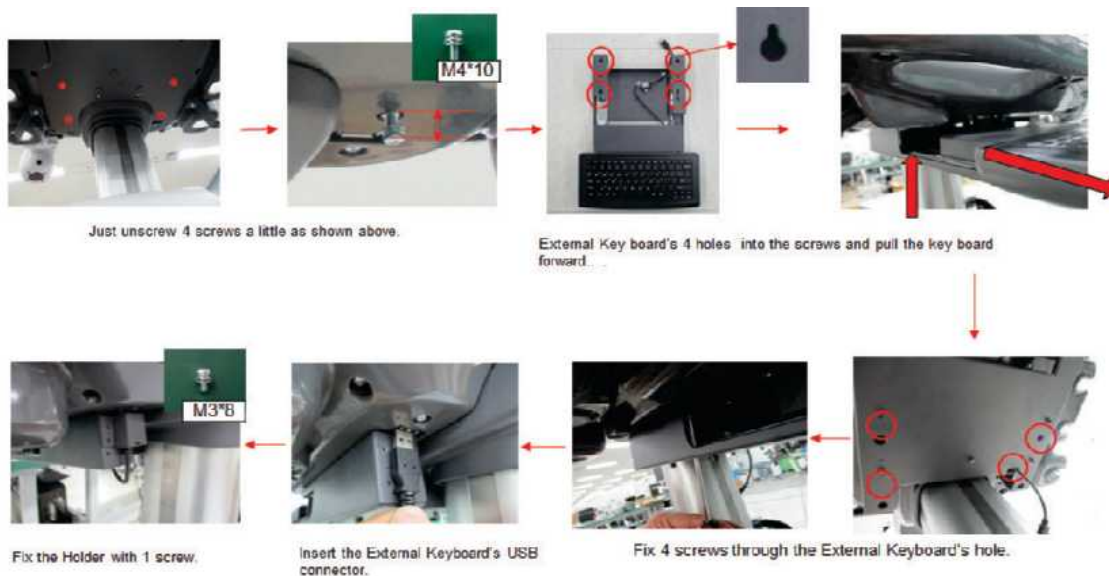 M4*10
Just unscrew 4 screws a little as shown above.
External Key board's 4 holes into the screws and pull the key board
forward...
M3*8
Fix the Holder with 1 screw.
Insert the External Keyboard's USB
connector.
Fix 4 screws through the External Keyboard's hole.